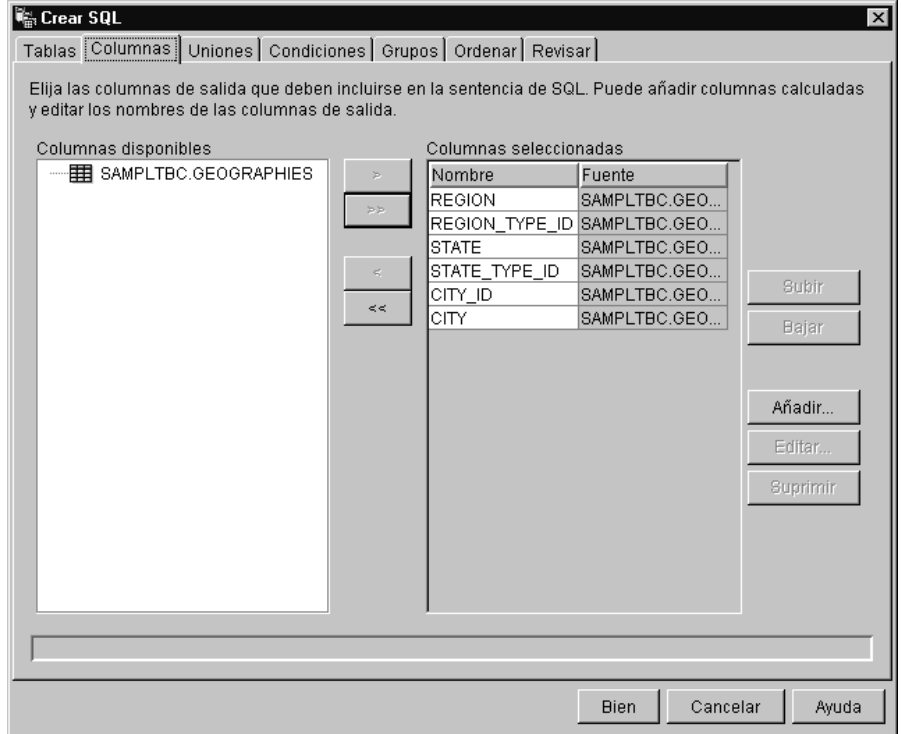 Crear SQL
Tablas Columnas Uniones Condiciones Grupos Ordenar Revisar
Elija las columnas de salida que deben incluirse en la sentencia de SQL. Puede añadir columnas calculadas
y editar los nombres de las columnas de salida.
Columnas disponibles
SAMPLTBC.GEOGRAPHIES
>
>>
<
<<
Columnas seleccionadas
Nombre Fuente
REGION SAMPLTBC.GEO...
REGION_TYPE_ID SAMPLTBC.GEO...
STATE SAMPLTBC.GEO...
STATE_TYPE_ID SAMPLTBC.GEO...
CITY_ID SAMPLTBC.GEO...
CITY SAMPLTBC.GEO...
Subir
Bajar
Añadir...
Editar...
Suprimir
Bien Cancelar Ayuda